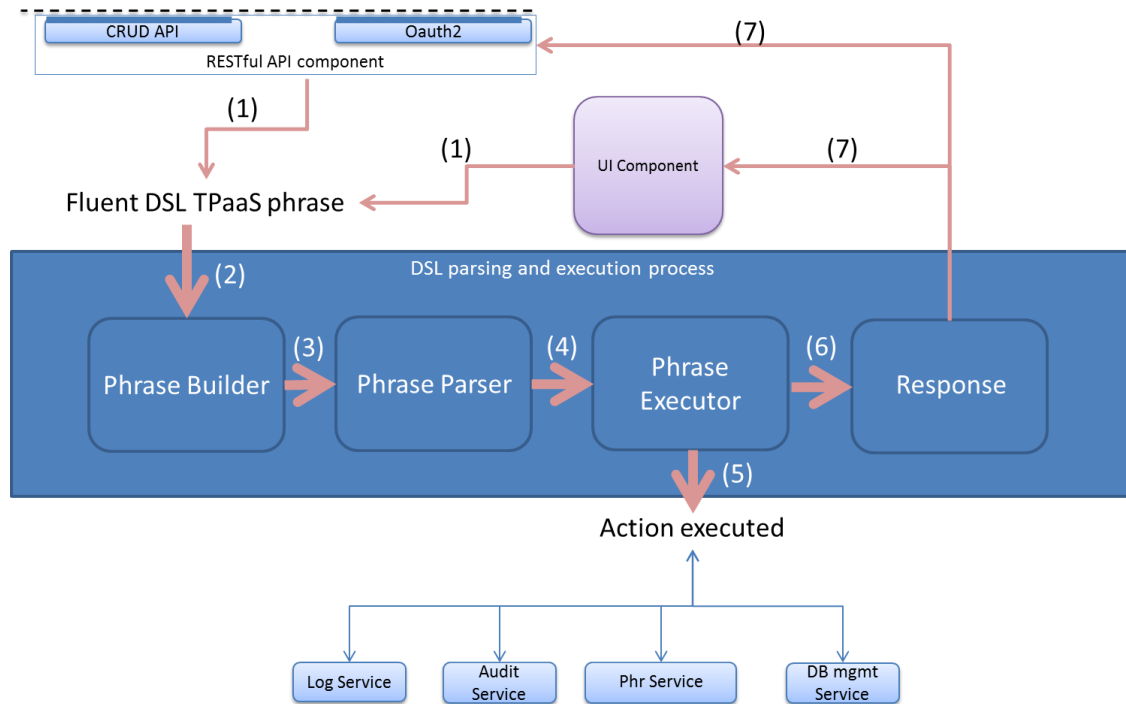 CRUD API
Oauth2
RESTful API component
(7)
(1)
(1)
(7)
UI Component
Fluent DSL TPaaS phrase
(2)
DSL parsing and execution process
Phrase Builder
(3)
Phrase Parser
(4)
Phrase
Executor
(6)
Response
(5)
Action executed
Log Service
Audit
Service
Phr Service
DB mgmt
Service